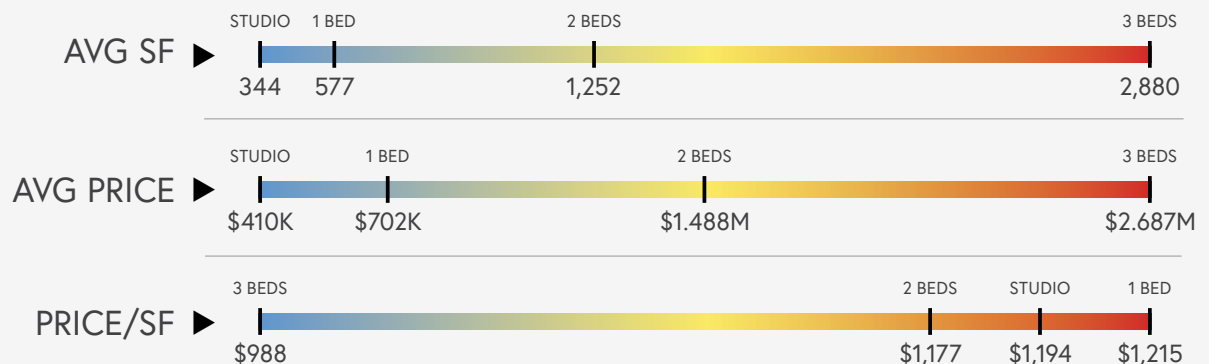 STUDIO 1 BED 2 BEDS 3 BEDS
AVG SF
344 577 1,252 2,880
STUDIO 1 BED 2 BEDS 3 BEDS
AVG PRICE
$410K $702K $1.488M $2.687M
3 BEDS 2 BEDS STUDIO 1 BED
PRICE/SF
$988 $1,177 $1,194 $1,215